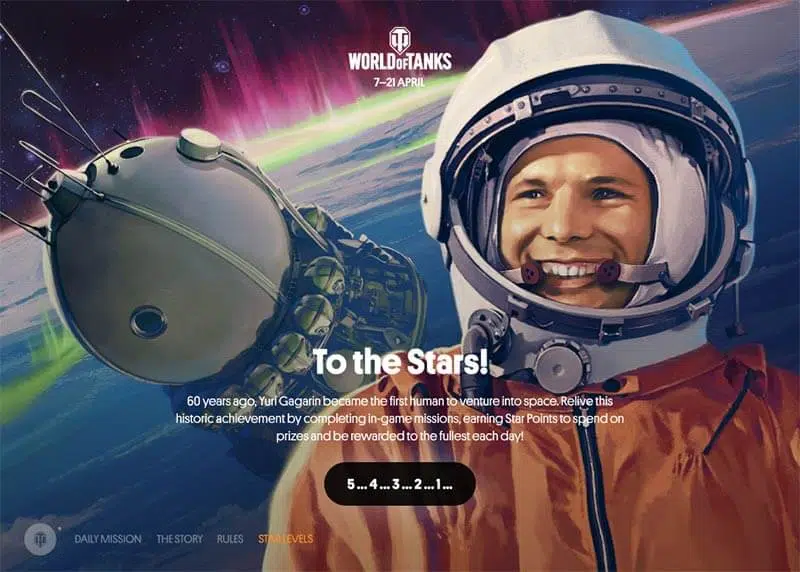 WORLD OF TANKS
7–21 APRIL
To the Stars!
60 years ago, Yuri Gagarin became the first human to venture into space. Relive this
historic achievement by completing in-game missions, earning Star Points to spend on
prizes and be rewarded to the fullest each day!
5...4...3...2...1...
DAILY MISSION THE STORY RULES STAR LEVELS